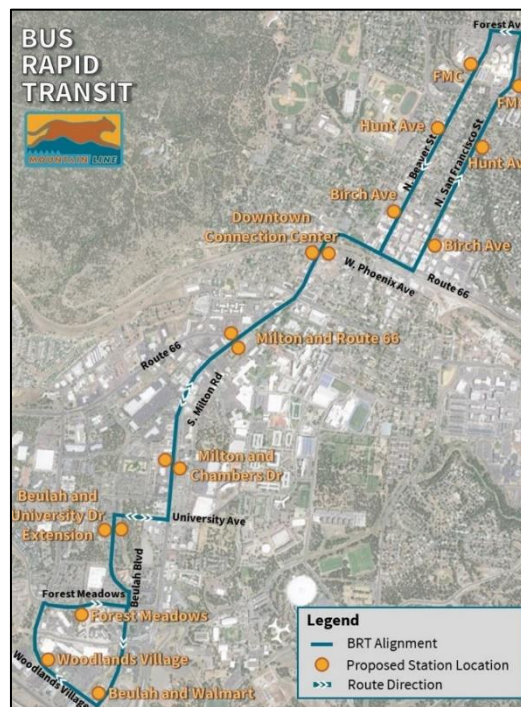 BUS
RAPID
TRANSIT
MOUNTAIN LINE
Forest Av
FMC
FM
Hunt Ave
Hunt Av
N. Beaver St
N. San Francisco St
Birch Ave
Birch Ave
Downtown
Connection Center
W. Phoenix Ave
Route 66
Route 66
Milton and Route 66
S. Milton Rd
Milton and
Chambers Dr
Beulah and
University Dr
Extension
University Ave
Beulah Blvd
Forest Meadows
Forest Meadows
Woodlands Village
Woodlands Village
Beulah and Walmart
Legend
BRT Alignment
Proposed Station Location
Route Direction